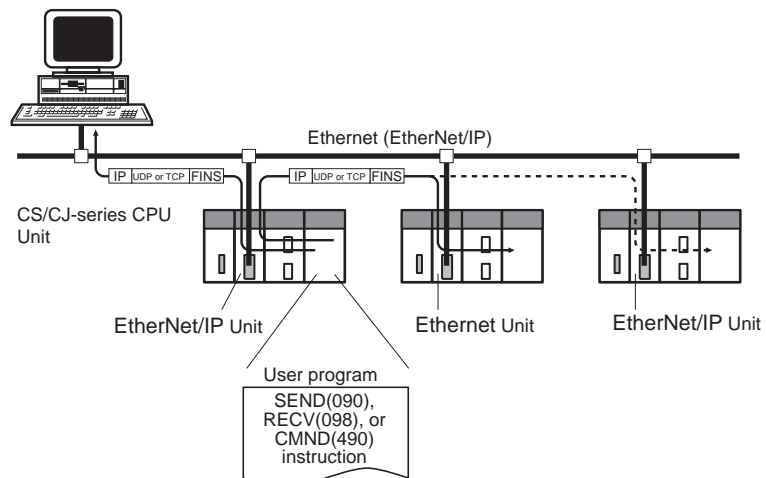 Ethernet (EtherNet/IP)
IP UDP or TCP FINS
IP UDP or TCP FINS
CS/CJ-series CPU
Unit
EtherNet/IP Unit
Ethernet Unit
EtherNet/IP Unit
User program
SEND(090),
RECV(098), or
CMND(490)
instruction